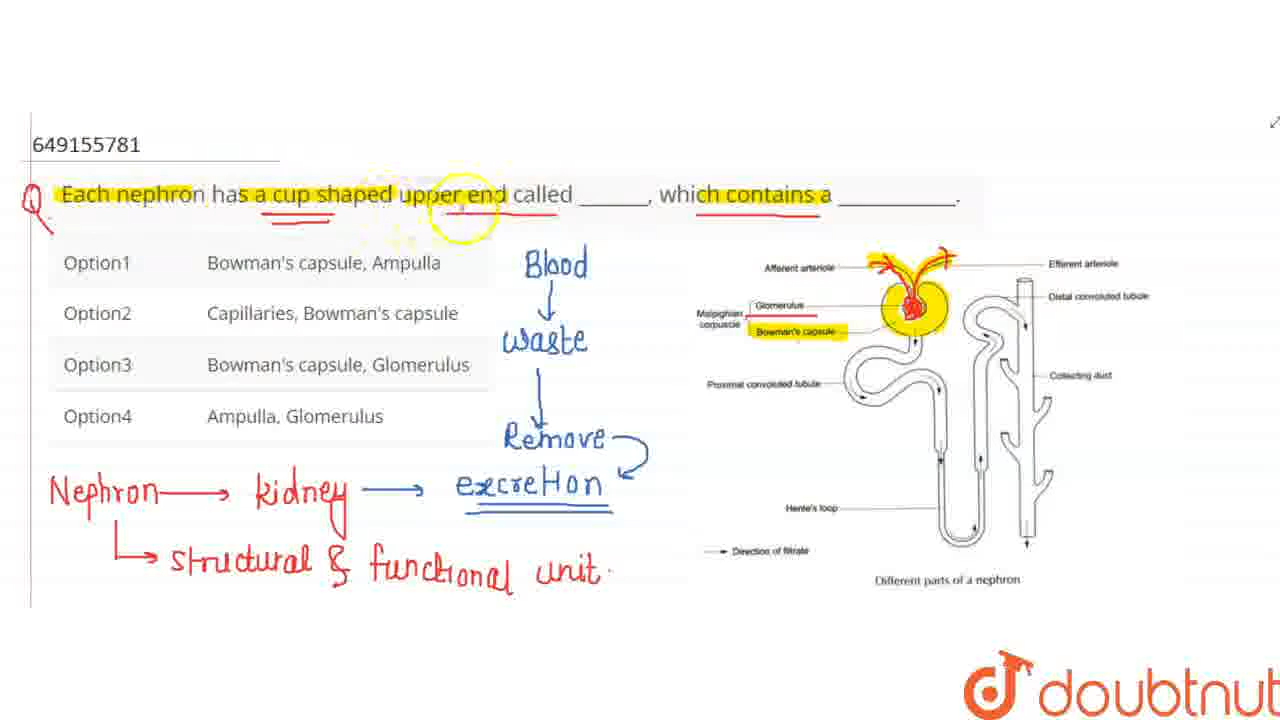 649155781
Q Each nephron has a cup shaped upper end called ______, which contains a __________.
Option1 Bowman's capsule, Ampulla
Option2 Capillaries, Bowman's capsule
Option3 Bowman's capsule, Glomerulus
Option4 Ampulla, Glomerulus
Blood
Waste
Remove
excretion
Nephron kidney
structural & functional unit.
Afferent arteriole
Efferent arteriole
Glomerulus
Malpighian
corpuscle
Bowman's capsule
Distal convoluted tubule
Proximal convoluted tubule
Collecting duct
Henle's loop
Direction of filtrate
Different parts of a nephron
doubtnut